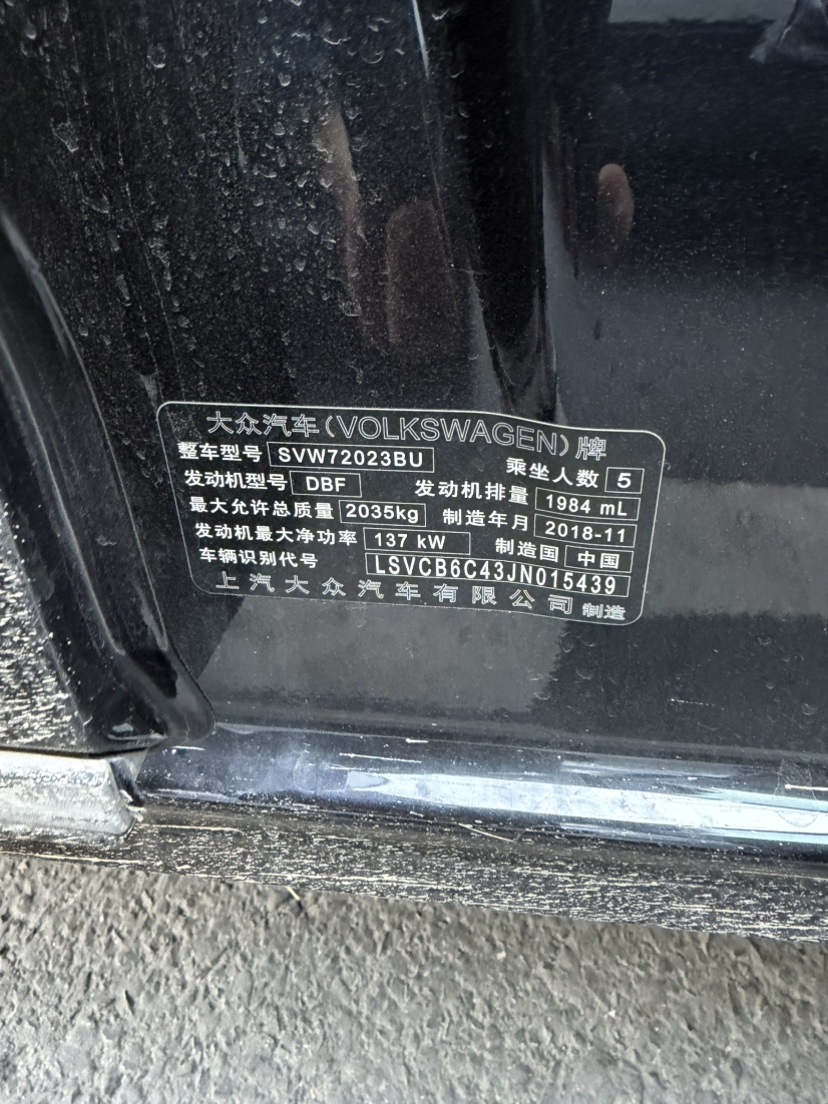 大众汽车(VOLKSWAGEN)牌
整车型号 SVW72023BU 乘坐人数 5
发动机型号 DBF 发动机排量 1984 mL
最大允许总质量 2035kg 制造年月 2018-11
发动机最大净功率 137 kW 制造国 中国
车辆识别代号 LSVCB6C43JN015439
上汽大众汽车有限公司 制造